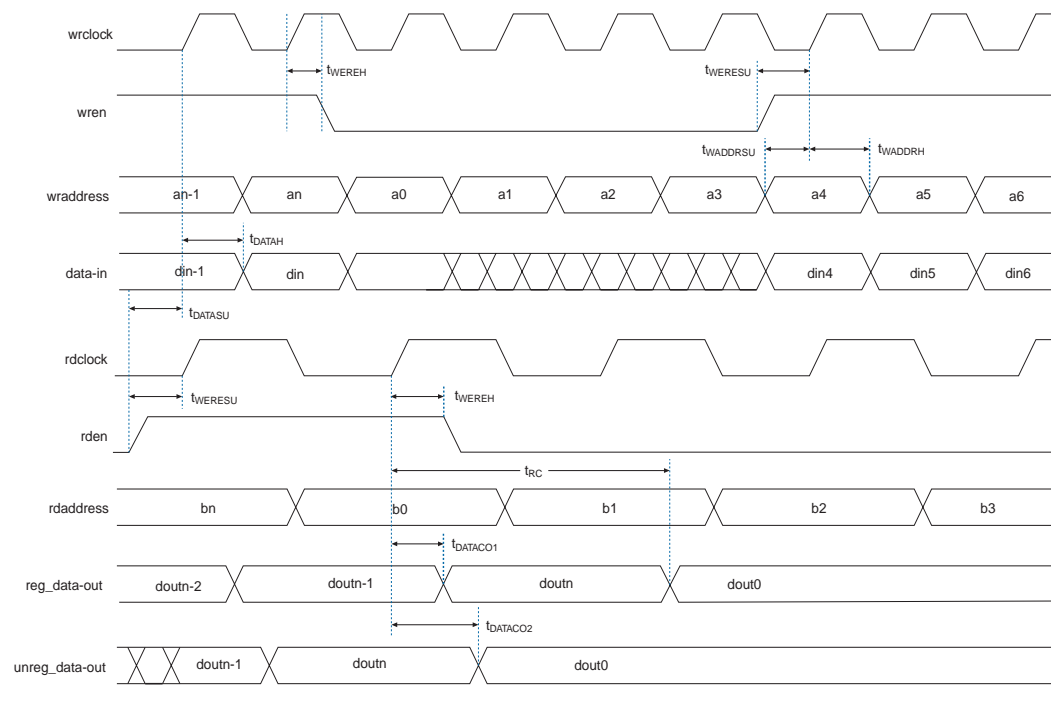 wrclock
tWEREH
tWERESU
wren
tWADDRSU
tWADDRH
wraddress an-1 an a0 a1 a2 a3 a4 a5 a6
tDATAH
data-in din-1 din din4 din5 din6
tDATASU
rdclock
tWERESU
tWEREH
rden
tRC
rdaddress bn b0 b1 b2 b3
tDATACO1
reg_data-out doutn-2 doutn-1 doutn dout0
tDATACO2
unreg_data-out doutn-1 doutn dout0